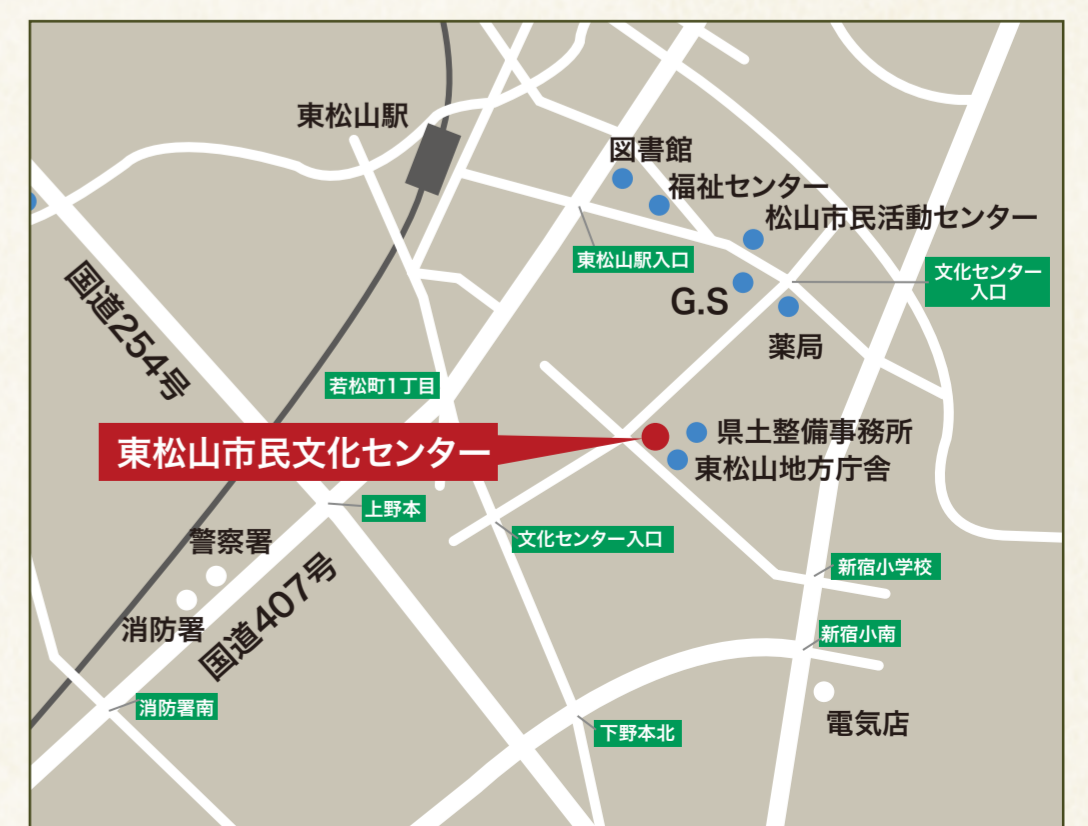 東松山駅
図書館
福祉センター
松山市民活動センター
東松山駅入口
文化センター
入口
国道254号
G.S
薬局
若松町1丁目
東松山市民文化センター
県土整備事務所
東松山地方庁舎
上野本
警察署
文化センター入口
国道407号
新宿小学校
消防署
新宿小南
消防署南
下野本北
電気店